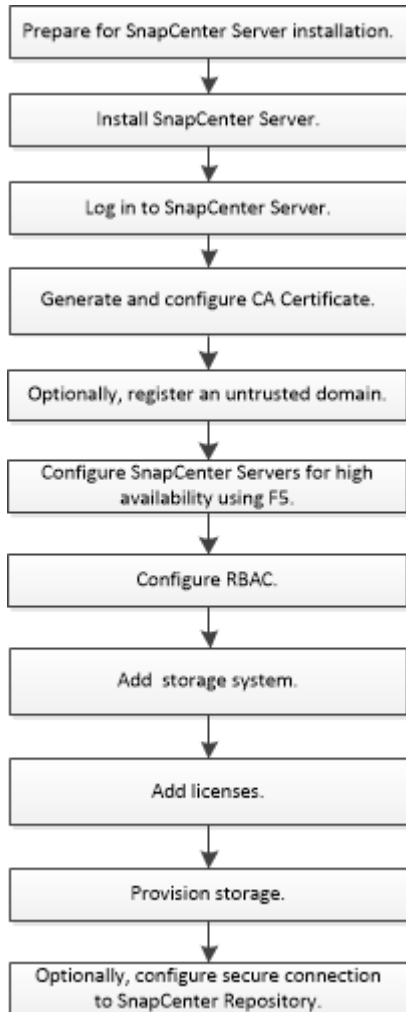 Prepare for SnapCenter Server installation.
Install SnapCenter Server.
Log in to SnapCenter Server.
Generate and configure CA Certificate.
Optionally, register an untrusted domain.
Configure SnapCenter Servers for high
availability using F5.
Configure RBAC.
Add storage system.
Add licenses.
Provision storage.
Optionally, configure secure connection
to SnapCenter Repository.